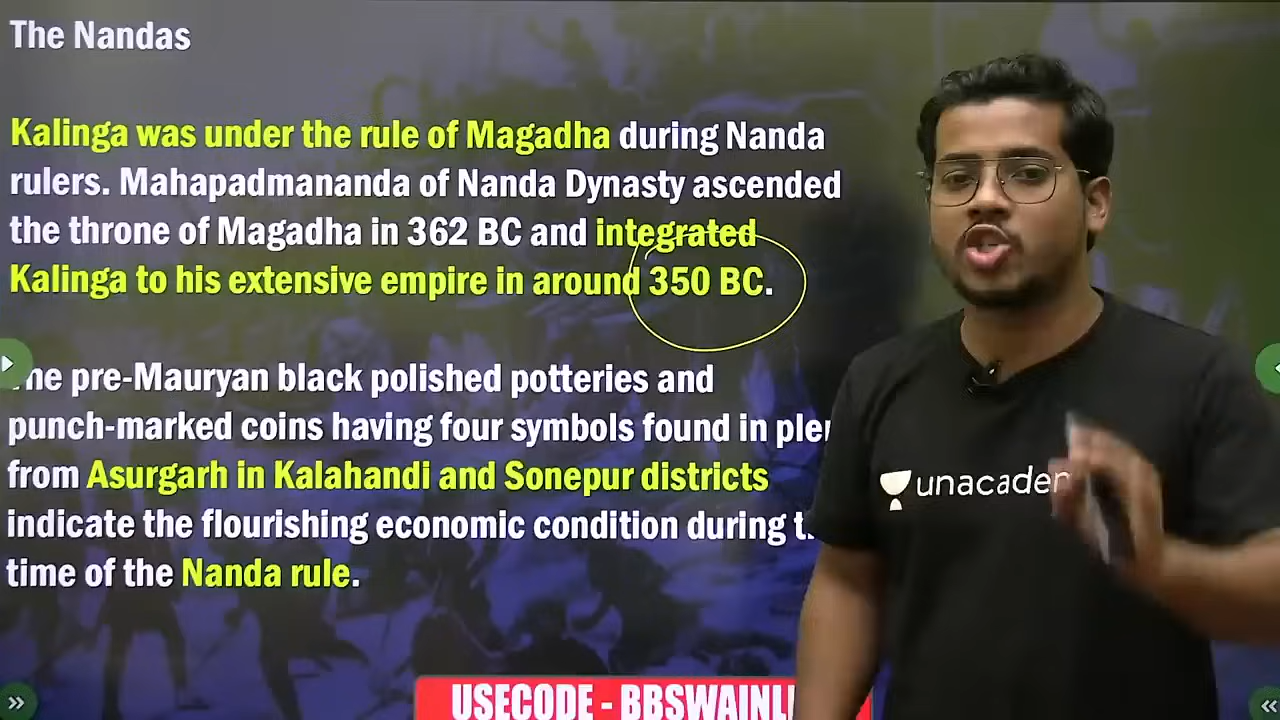 The Nandas
Kalinga was under the rule of Magadha during Nanda
rulers. Mahapadmananda of Nanda Dynasty ascended
the throne of Magadha in 362 BC and integrated
Kalinga to his extensive empire in around 350 BC.
The pre-Mauryan black polished potteries and
punch-marked coins having four symbols found in
from Asurgarh in Kalahandi and Sonepur districts
indicate the flourishing economic condition during
time of the Nanda rule.
unacadem
USECODE - BBSWAINLI